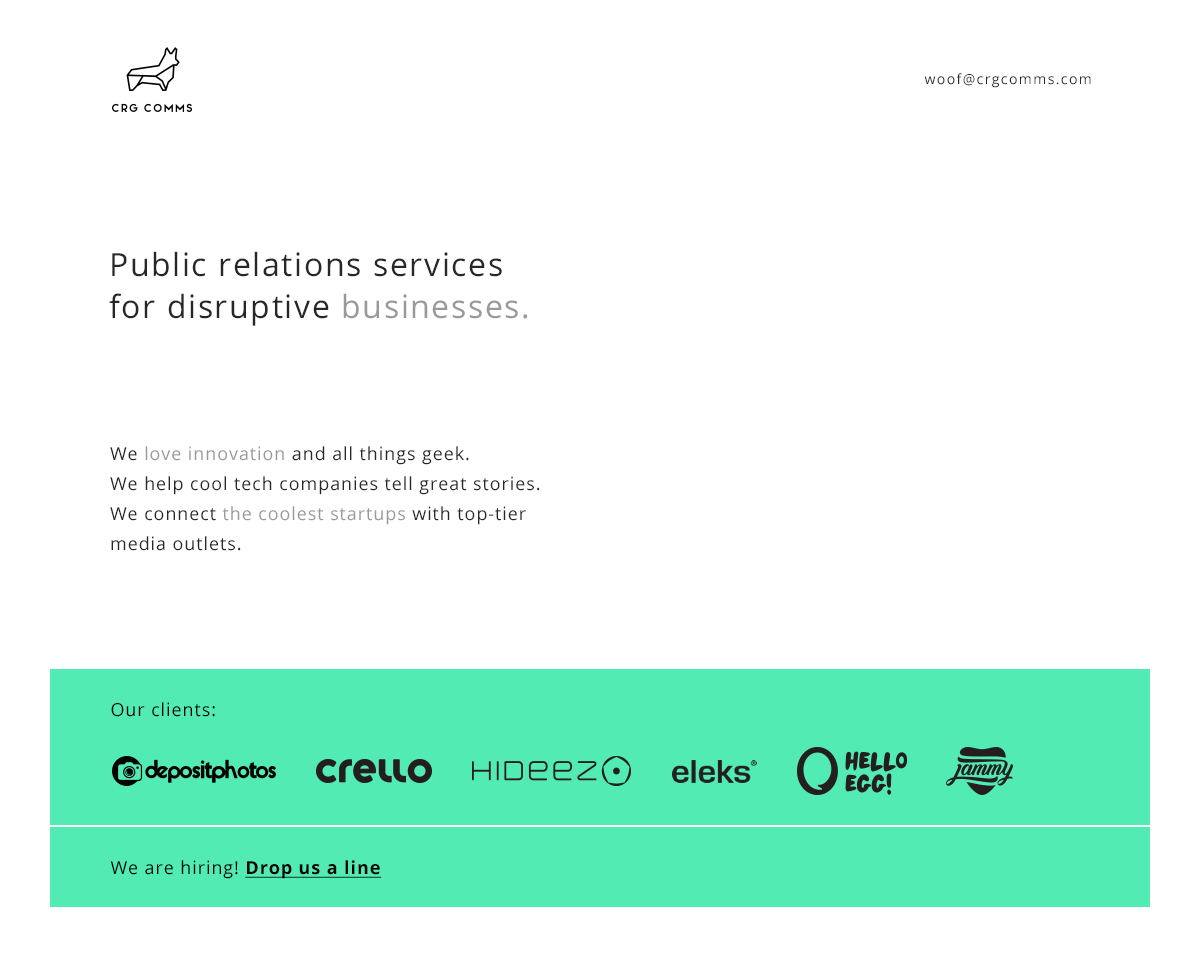 CRG COMMS
woof@crgcomms.com
Public relations services
for disruptive businesses.
We love innovation and all things geek.
We help cool tech companies tell great stories.
We connect the coolest startups with top-tier
media outlets.
Our clients:
depositphotos crello HIDEEZ eleks® HELLO EGG! jammy
We are hiring! Drop us a line